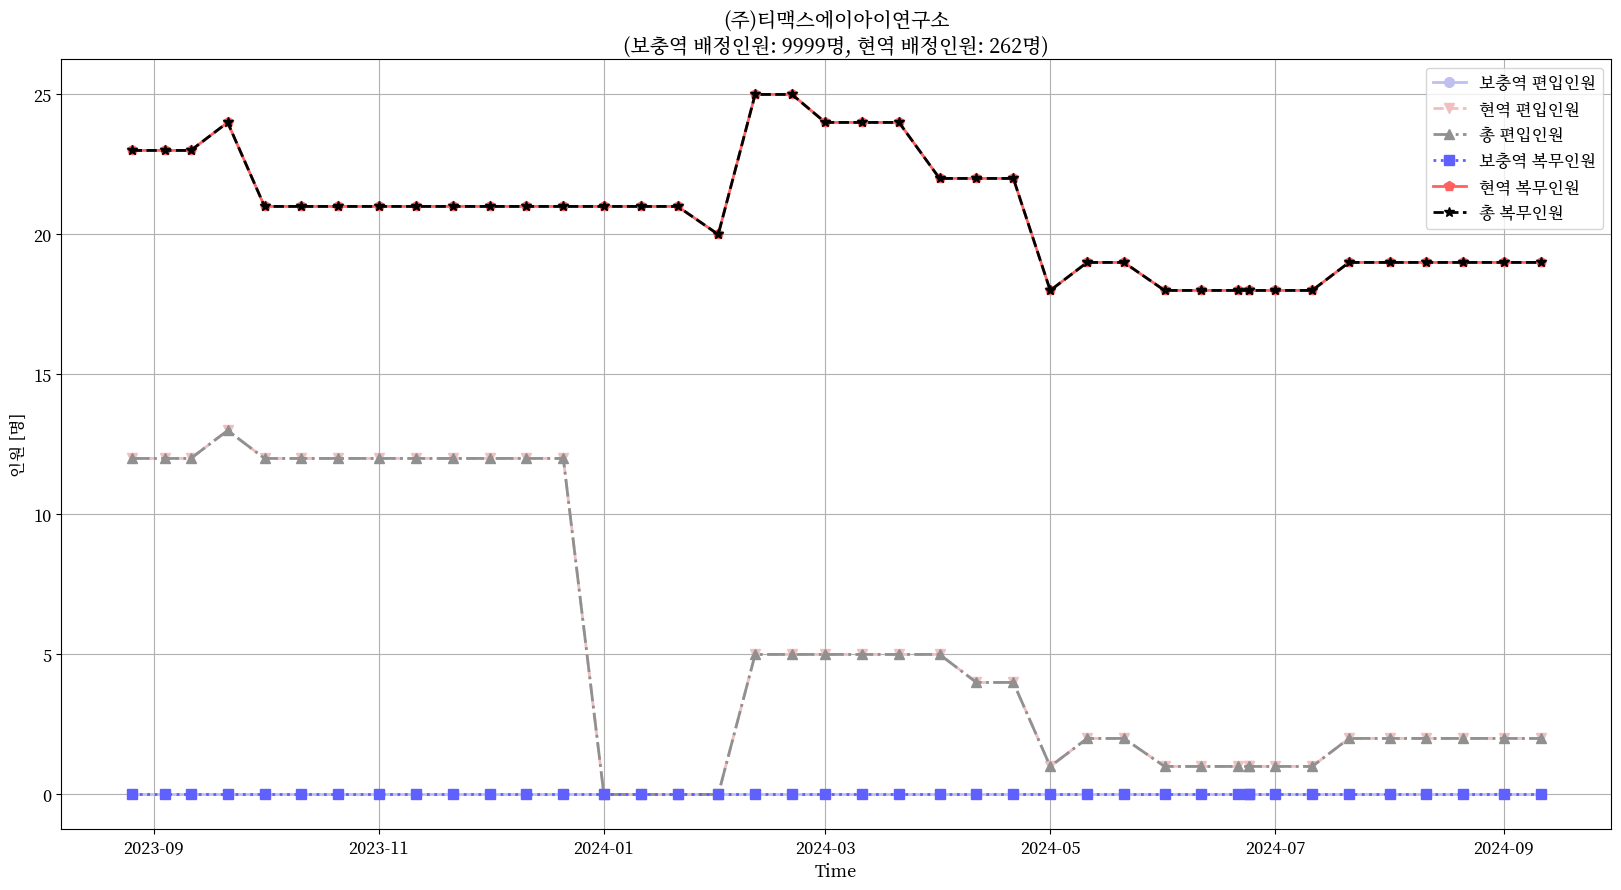 (주)티맥스에이아이연구소
(보충역 배정인원: 9999명, 현역 배정인원: 262명)
보충역 편입인원
현역 편입인원
총 편입인원
보충역 복무인원
현역 복무인원
총 복무인원
인원 [명]
25
20
15
10
5
0
2023-09
2023-11
2024-01
2024-03
2024-05
2024-07
2024-09
Time